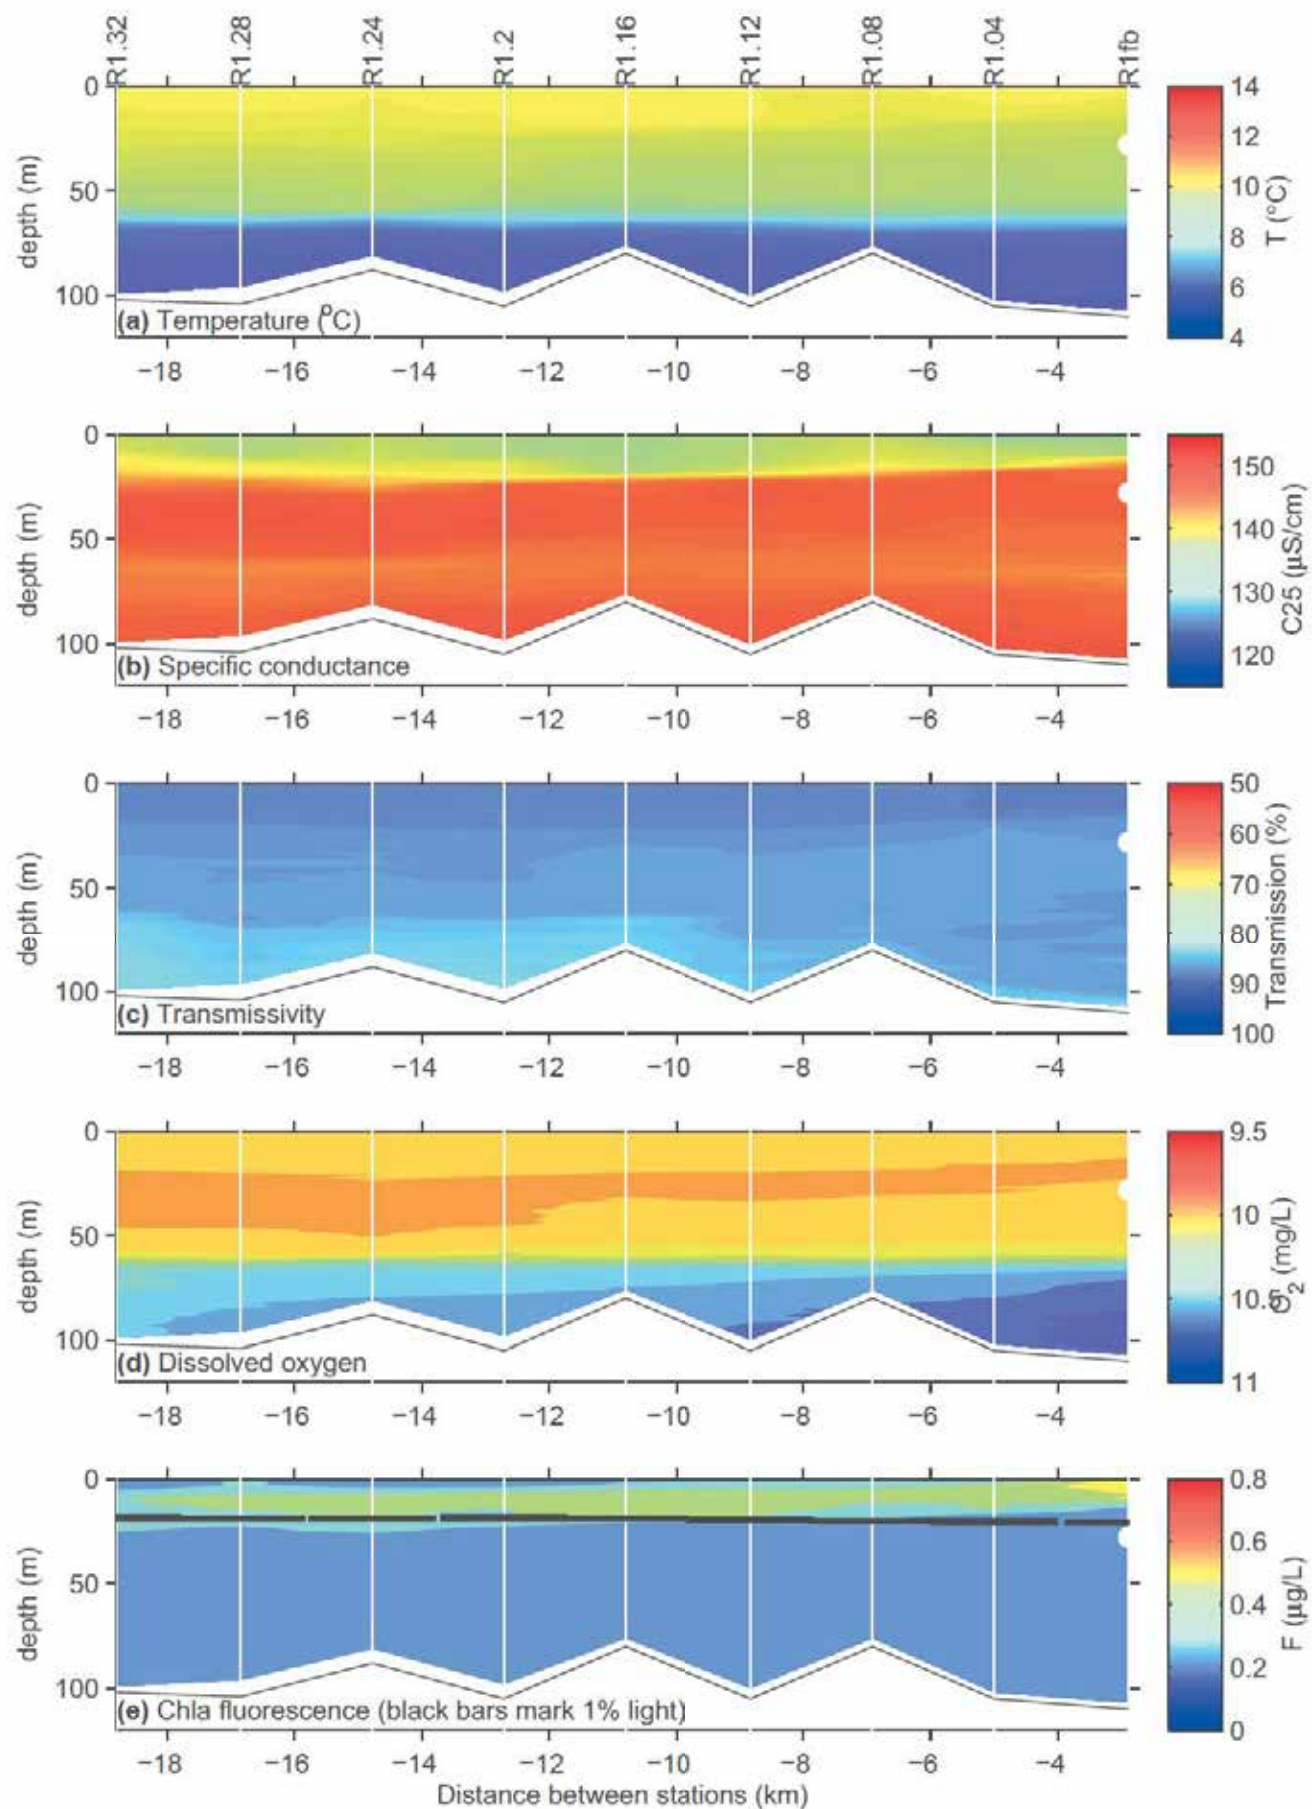 R1.32 R1.28 R1.24 R1.2 R1.16 R1.12 R1.08 R1.04 R1fb
0
50
100
depth (m)
(a) Temperature (°C)
−18 −16 −14 −12 −10 −8 −6 −4
14
12
10
8
6
4
T (°C)
0
50
100
depth (m)
(b) Specific conductance
−18 −16 −14 −12 −10 −8 −6 −4
150
140
130
120
C25 (µS/cm)
0
50
100
depth (m)
(c) Transmissivity
−18 −16 −14 −12 −10 −8 −6 −4
50
60
70
80
90
100
Transmission (%)
0
50
100
depth (m)
(d) Dissolved oxygen
−18 −16 −14 −12 −10 −8 −6 −4
9.5
10
10.5
11
O2 (mg/L)
0
50
100
depth (m)
(e) Chla fluorescence (black bars mark 1% light)
−18 −16 −14 −12 −10 −8 −6 −4
0.8
0.6
0.4
0.2
0
F (µg/L)
Distance between stations (km)